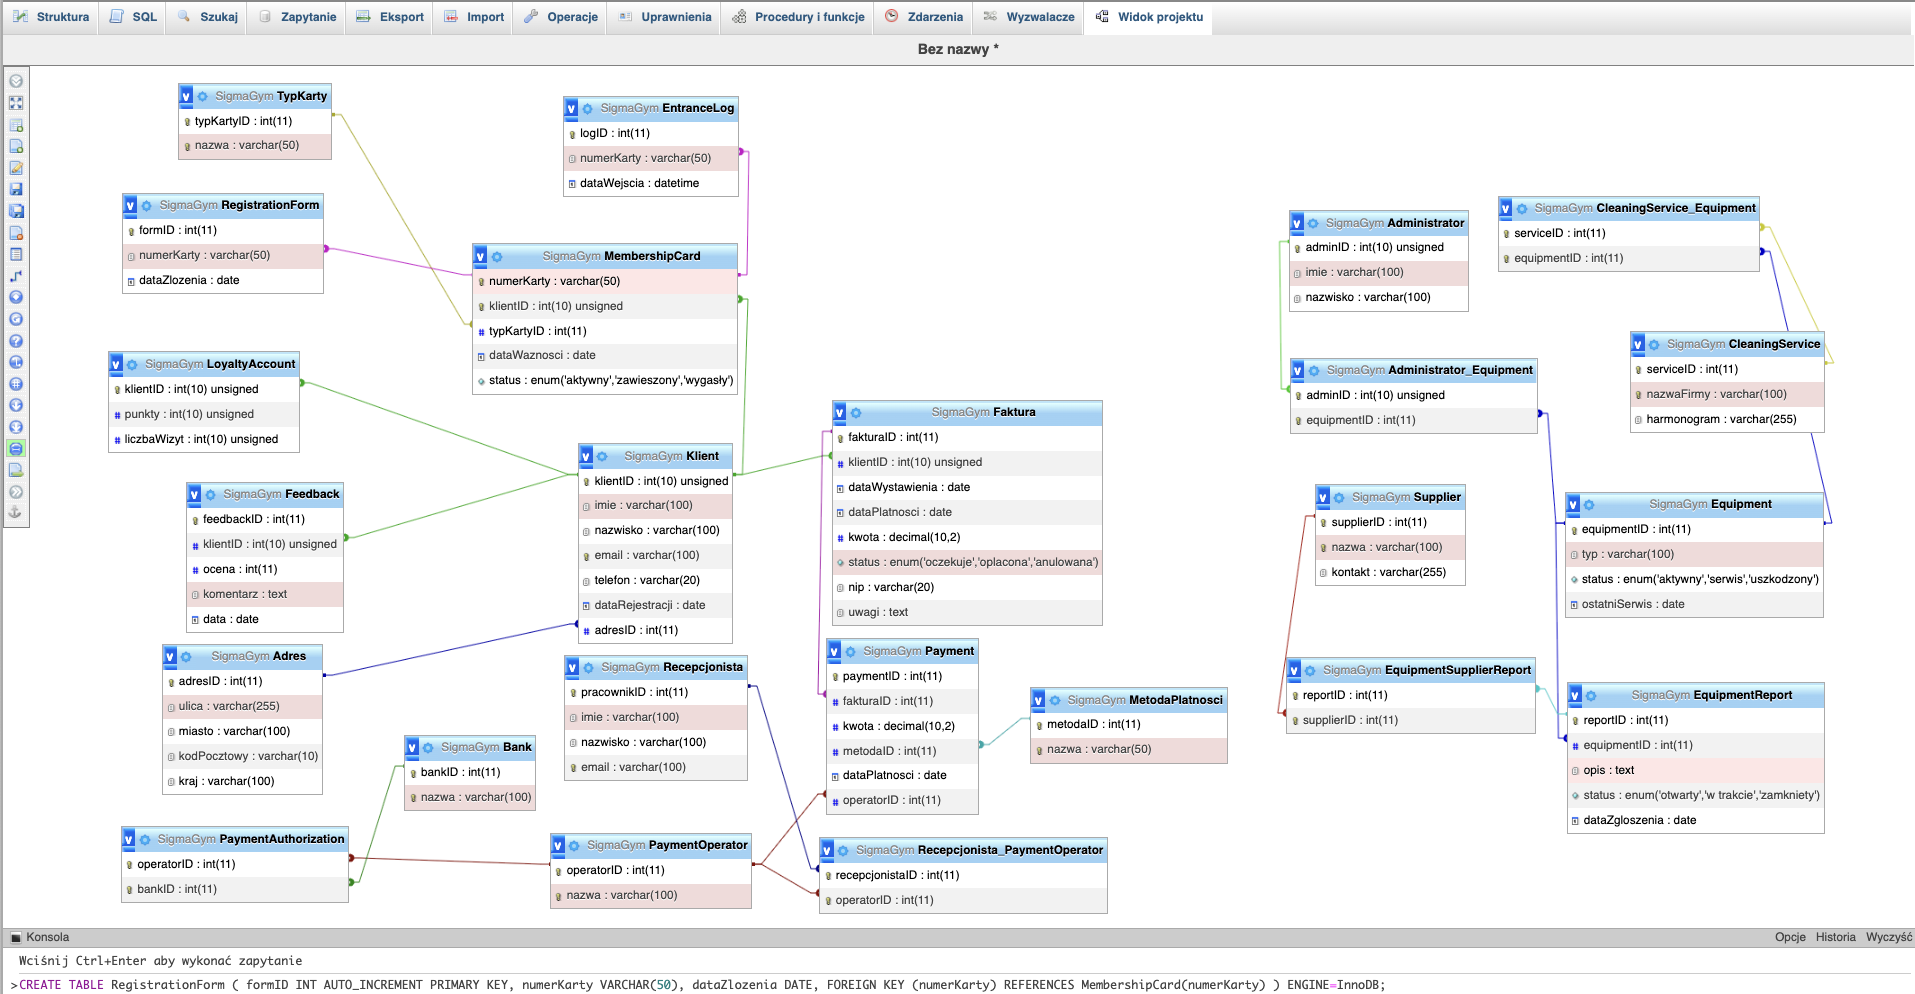 Struktura SQL Szukaj Zapytanie Eksport Import Operacje Uprawnienia Procedury i funkcje Zdarzenia Wyzwalacze Widok projektu
Bez nazwy *
SigmaGym TypKarty
typKartyID : int(11)
nazwa : varchar(50)
SigmaGym EntranceLog
logID : int(11)
numerKarty : varchar(50)
dataWejscia : datetime
SigmaGym RegistrationForm
formID : int(11)
numerKarty : varchar(50)
dataZlozenia : date
SigmaGym MembershipCard
numerKarty : varchar(50)
klientID : int(10) unsigned
typKartyID : int(11)
dataWaznosci : date
status : enum('aktywny','zawieszony','wygasły')
SigmaGym LoyaltyAccount
klientID : int(10) unsigned
punkty : int(10) unsigned
liczbaWizyt : int(10) unsigned
SigmaGym Klient
klientID : int(10) unsigned
imie : varchar(100)
nazwisko : varchar(100)
email : varchar(100)
telefon : varchar(20)
dataRejestracji : date
adresID : int(11)
SigmaGym Feedback
feedbackID : int(11)
klientID : int(10) unsigned
ocena : int(11)
komentarz : text
data : date
SigmaGym Adres
adresID : int(11)
ulica : varchar(255)
miasto : varchar(100)
kodPocztowy : varchar(10)
kraj : varchar(100)
SigmaGym Recepcjonista
pracownikID : int(11)
imie : varchar(100)
nazwisko : varchar(100)
email : varchar(100)
SigmaGym Bank
bankID : int(11)
nazwa : varchar(100)
SigmaGym PaymentAuthorization
operatorID : int(11)
bankID : int(11)
SigmaGym PaymentOperator
operatorID : int(11)
nazwa : varchar(100)
SigmaGym Faktura
fakturaID : int(11)
klientID : int(10) unsigned
dataWystawienia : date
dataPlatnosci : date
kwota : decimal(10,2)
status : enum('oczekuje','oplacona','anulowana')
nip : varchar(20)
uwagi : text
SigmaGym Payment
paymentID : int(11)
fakturaID : int(11)
kwota : decimal(10,2)
metodaID : int(11)
dataPlatnosci : date
operatorID : int(11)
SigmaGym MetodaPlatnosci
metodaID : int(11)
nazwa : varchar(50)
SigmaGym Recepcjonista_PaymentOperator
recepcjonistaID : int(11)
operatorID : int(11)
SigmaGym Administrator
adminID : int(10) unsigned
imie : varchar(100)
nazwisko : varchar(100)
SigmaGym CleaningService_Equipment
serviceID : int(11)
equipmentID : int(11)
SigmaGym Administrator_Equipment
adminID : int(10) unsigned
equipmentID : int(11)
SigmaGym CleaningService
serviceID : int(11)
nazwaFirmy : varchar(100)
harmonogram : varchar(255)
SigmaGym Supplier
supplierID : int(11)
nazwa : varchar(100)
kontakt : varchar(255)
SigmaGym Equipment
equipmentID : int(11)
typ : varchar(100)
status : enum('aktywny','serwis','uszkodzony')
ostatniSerwis : date
SigmaGym EquipmentSupplierReport
reportID : int(11)
supplierID : int(11)
SigmaGym EquipmentReport
reportID : int(11)
equipmentID : int(11)
opis : text
status : enum('otwarty','w trakcie','zamkniety')
dataZgloszenia : date
Konsola Opcje Historia Wyczyść
Wciśnij Ctrl+Enter aby wykonać zapytanie
>CREATE TABLE RegistrationForm ( formID INT AUTO_INCREMENT PRIMARY KEY, numerKarty VARCHAR(50), dataZlozenia DATE, FOREIGN KEY (numerKarty) REFERENCES MembershipCard(numerKarty) ) ENGINE=InnoDB;